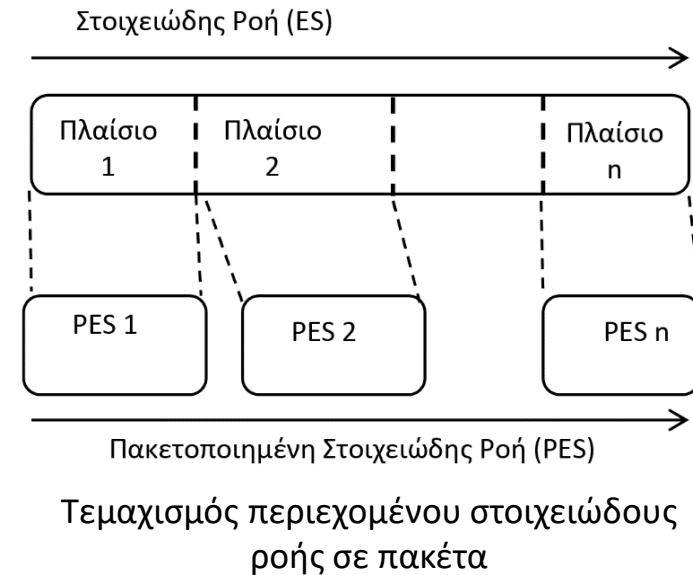 Στοιχειώδης Ροή (ES)
Πλαίσιο
1
Πλαίσιο
2
Πλαίσιο
n
PES 1
PES 2
PES n
Πακετοποιημένη Στοιχειώδης Ροή (PES)
Τεμαχισμός περιεχομένου στοιχειώδους
ροής σε πακέτα